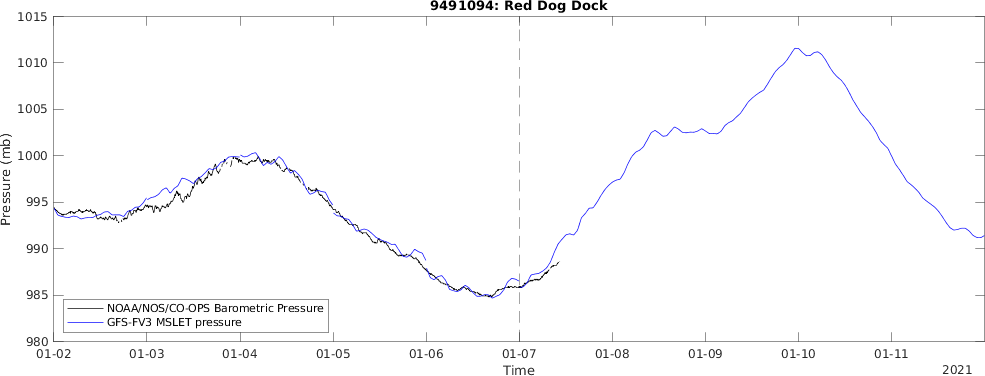 9491094: Red Dog Dock
1015
1010
1005
1000
995
990
985
980
Pressure (mb)
NOAA/NOS/CO-OPS Barometric Pressure
GFS-FV3 MSLET pressure
01-02 01-03 01-04 01-05 01-06 01-07 01-08 01-09 01-10 01-11
Time
2021